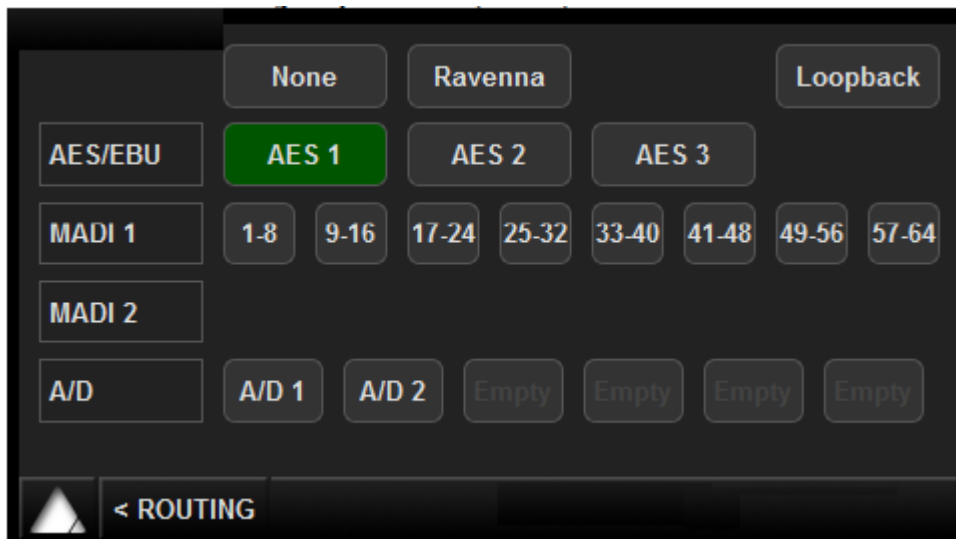 None Ravenna Loopback
AES/EBU AES 1 AES 2 AES 3
MADI 1 1-8 9-16 17-24 25-32 33-40 41-48 49-56 57-64
MADI 2
A/D A/D 1 A/D 2 Empty Empty Empty Empty
< ROUTING